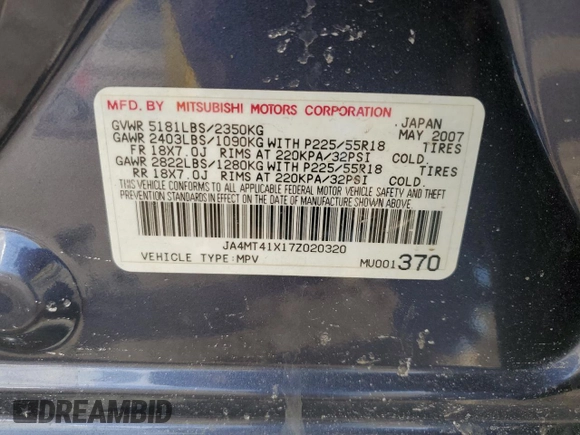 MFD. BY MITSUBISHI MOTORS CORPORATION
JAPAN
GVWR 5181LBS/2350KG MAY 2007
GAWR 2403LBS/1090KG WITH P225/55R18 TIRES
FR 18X7.0J RIMS AT 220KPA/32PSI COLD.
GAWR 2822LBS/1280KG WITH P225/55R18 TIRES
RR 18X7.0J RIMS AT 220KPA/32PSI COLD.
THIS VEHICLE CONFORMS TO ALL APPLICABLE FEDERAL MOTOR VEHICLE SAFETY AND THEFT
PREVENTION STANDARDS IN EFFECT ON THE DATE OF MANUFACTURE SHOWN ABOVE.
JA4MT41X17Z020320
VEHICLE TYPE:MPV
MU001370
DREAMBID